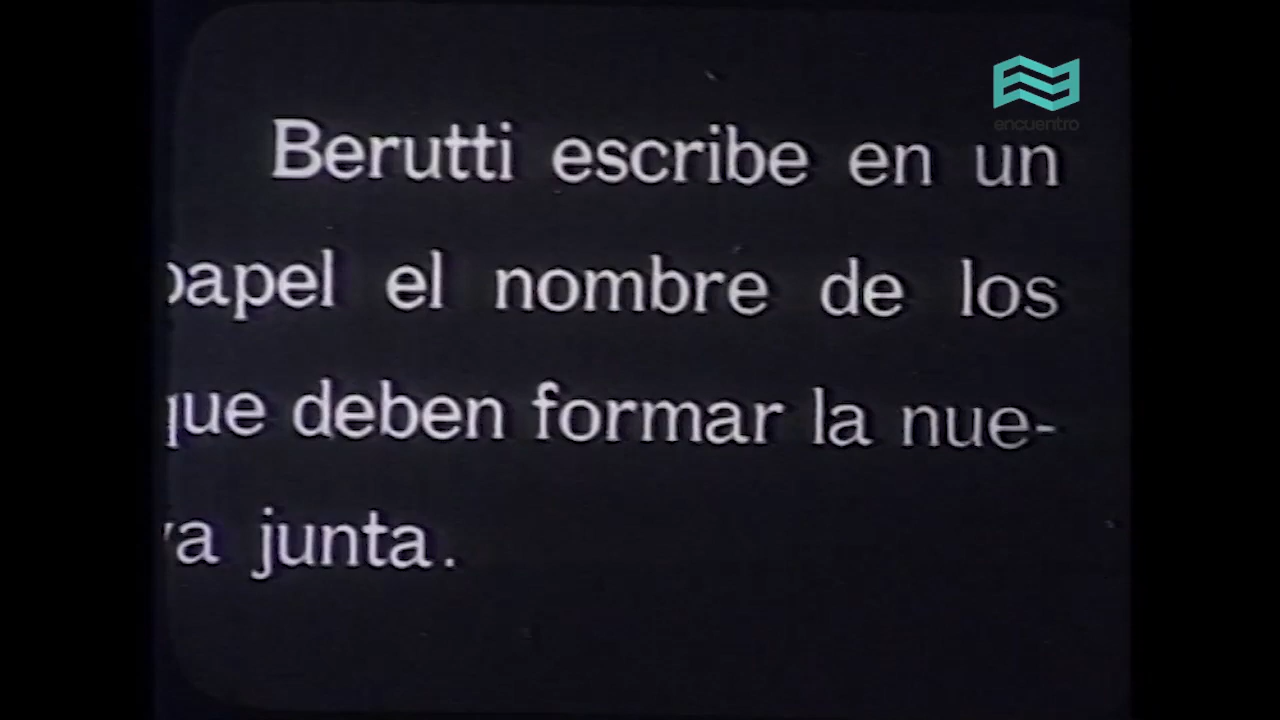 encuentro
Berutti escribe en un
papel el nombre de los
que deben formar la nue-
va junta.